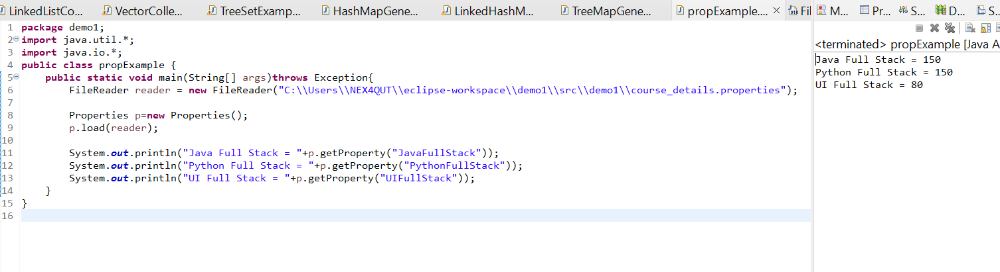 LinkedListCo... VectorColle... TreeSetExamp... HashMapGene... LinkedHashM... TreeMapGene... propExample.... Fil M... Pr... S... D... S...
1 package demo1;
2 import java.util.*;
3 import java.io.*;
4 public class propExample {
5 public static void main(String[] args)throws Exception{
6 FileReader reader = new FileReader("C:\\Users\\NEX4QUT\\eclipse-workspace\\demo1\\src\\demo1\\course_details.properties");
7
8 Properties p=new Properties();
9 p.load(reader);
10
11 System.out.println("Java Full Stack = "+p.getProperty("JavaFullStack"));
12 System.out.println("Python Full Stack = "+p.getProperty("PythonFullStack"));
13 System.out.println("UI Full Stack = "+p.getProperty("UIFullStack"));
14 }
15 }
16
<terminated> propExample [Java A
Java Full Stack = 150
Python Full Stack = 150
UI Full Stack = 80